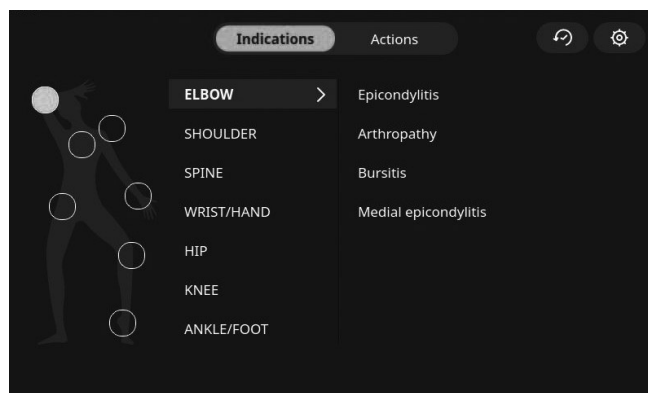 Indications
Actions
ELBOW
SHOULDER
SPINE
WRIST/HAND
HIP
KNEE
ANKLE/FOOT
Epicondylitis
Arthropathy
Bursitis
Medial epicondylitis